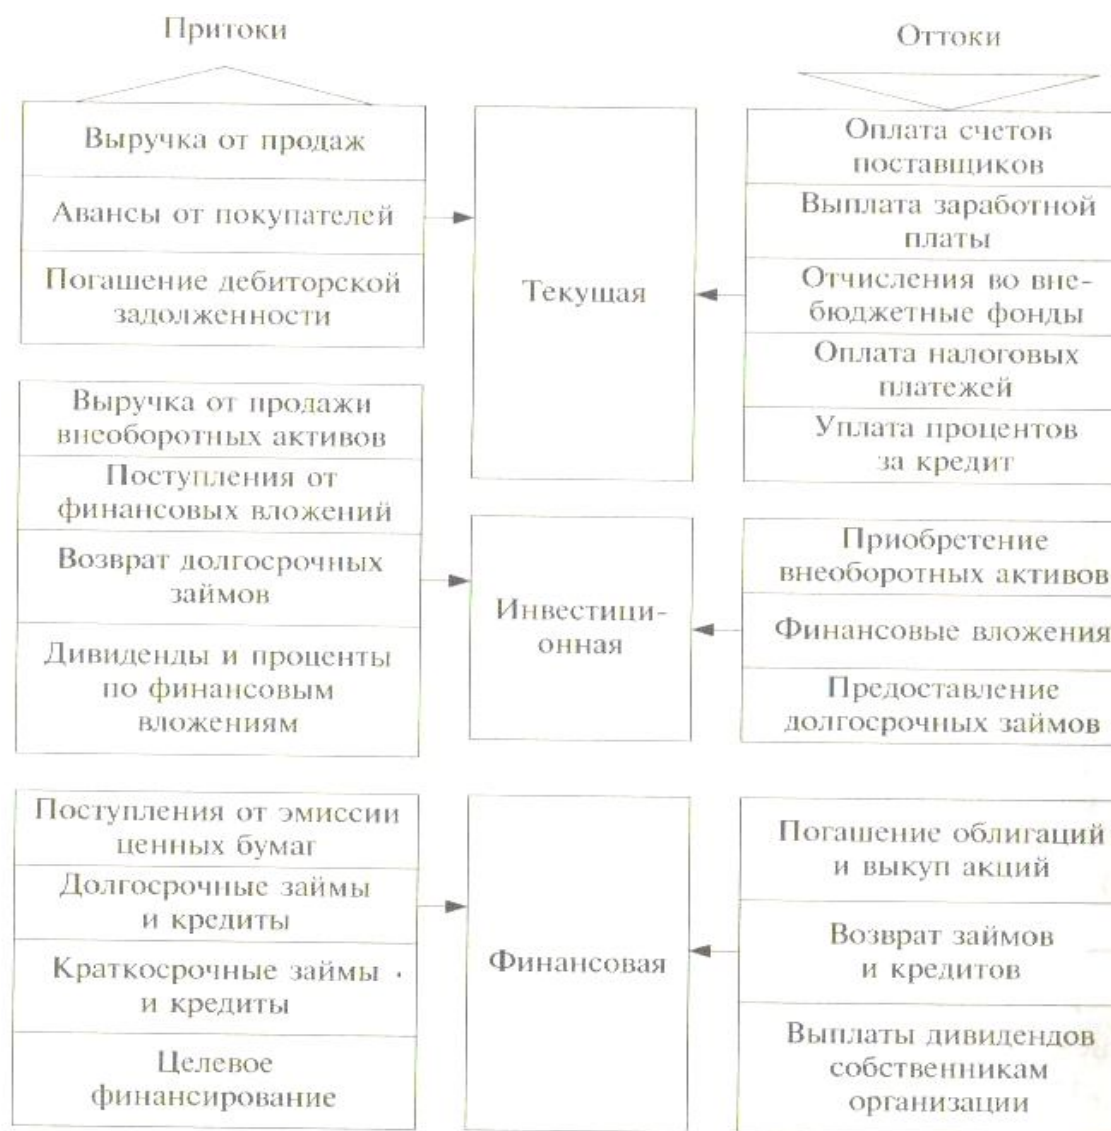 Притоки
Выручка от продаж
Авансы от покупателей
Погашение дебиторской
задолженности
Выручка от продажи
внеоборотных активов
Поступления от
финансовых вложений
Возврат долгосрочных
займов
Дивиденды и проценты
по финансовым
вложениям
Поступления от эмиссии
ценных бумаг
Долгосрочные займы
и кредиты
Краткосрочные займы
и кредиты
Целевое
финансирование
Текущая
Инвестици-
онная
Финансовая
Оттоки
Оплата счетов
поставщиков
Выплата заработной
платы
Отчисления во вне-
бюджетные фонды
Оплата налоговых
платежей
Уплата процентов
за кредит
Приобретение
внеоборотных активов
Финансовые вложения
Предоставление
долгосрочных займов
Погашение облигаций
и выкуп акций
Возврат займов
и кредитов
Выплаты дивидендов
собственникам
организации